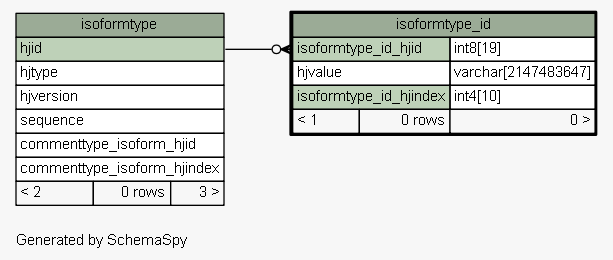 isoformtype
hjid
hjtype
hjversion
sequence
commenttype_isoform_hjid
commenttype_isoform_hjindex
< 2 0 rows 3 >
isoformtype_id
isoformtype_id_hjid int8[19]
hjvalue varchar[2147483647]
isoformtype_id_hjindex int4[10]
< 1 0 rows 0 >
Generated by SchemaSpy